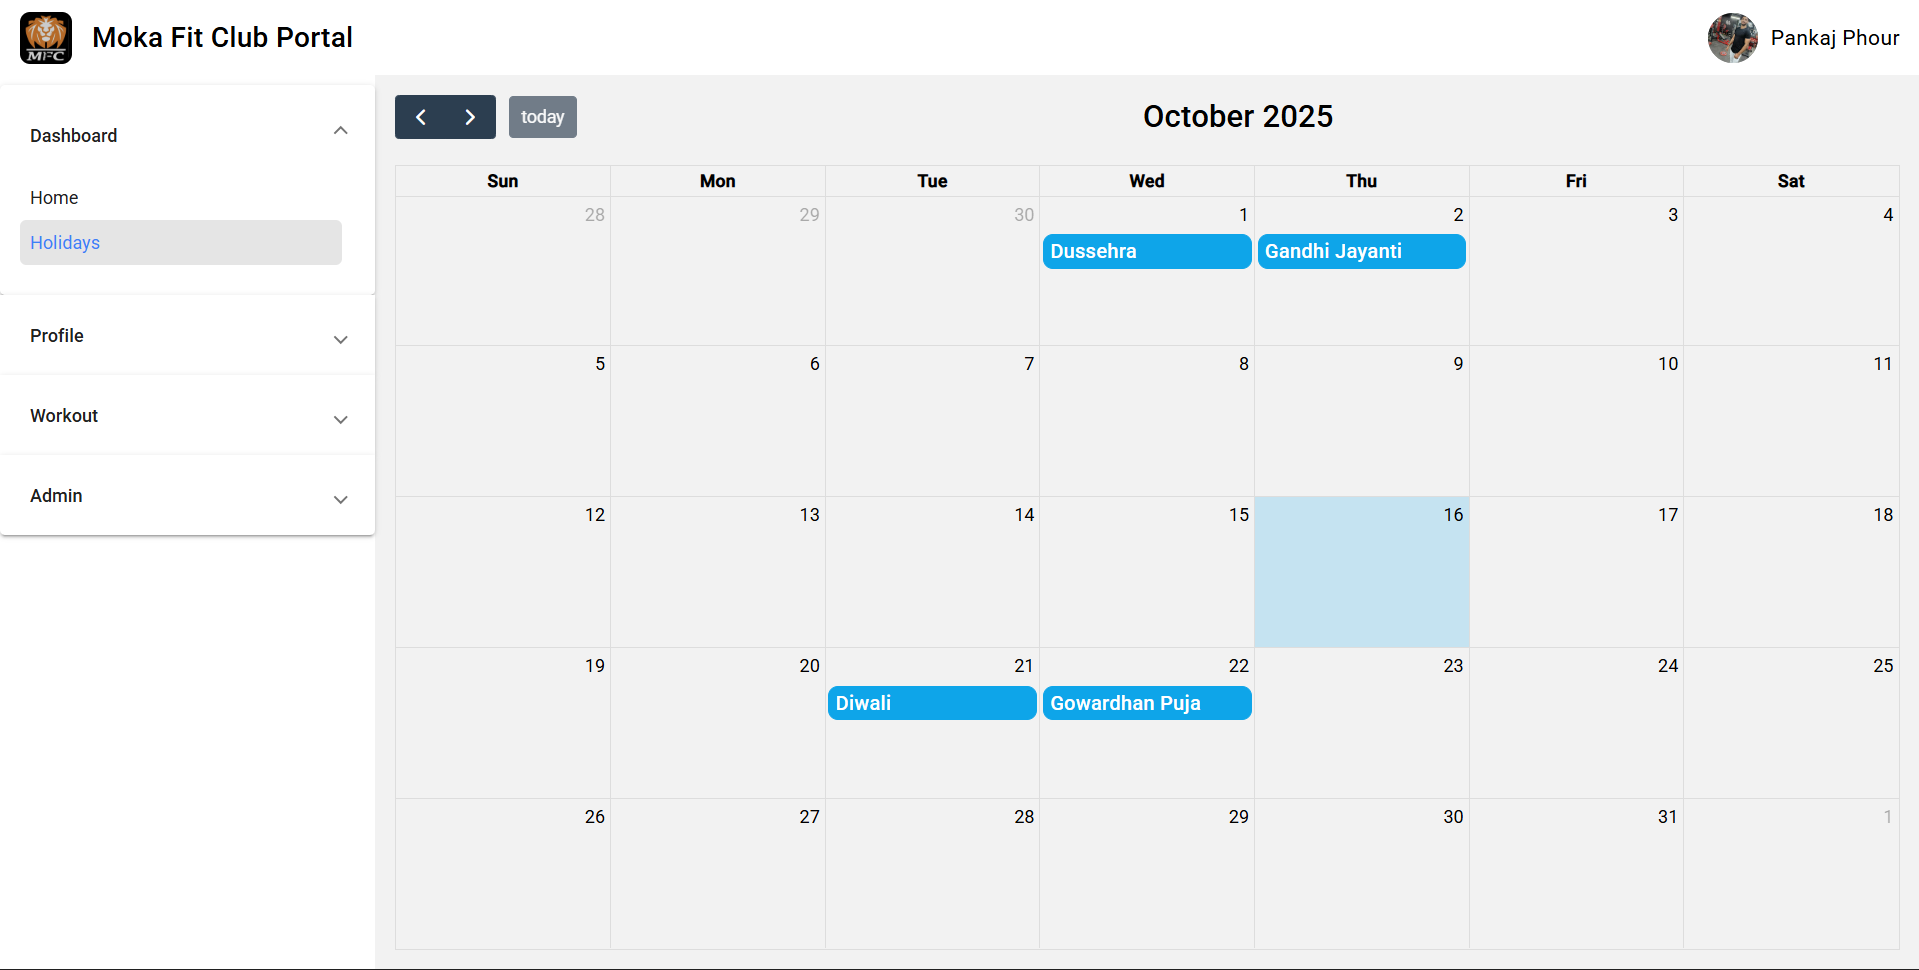 MFC
Moka Fit Club Portal
Pankaj Phour
Dashboard
Home
Holidays
Profile
Workout
Admin
today
October 2025
Sun Mon Tue Wed Thu Fri Sat
28 29 30 1 2 3 4
Dussehra Gandhi Jayanti
5 6 7 8 9 10 11
12 13 14 15 16 17 18
19 20 21 22 23 24 25
Diwali Gowardhan Puja
26 27 28 29 30 31 1